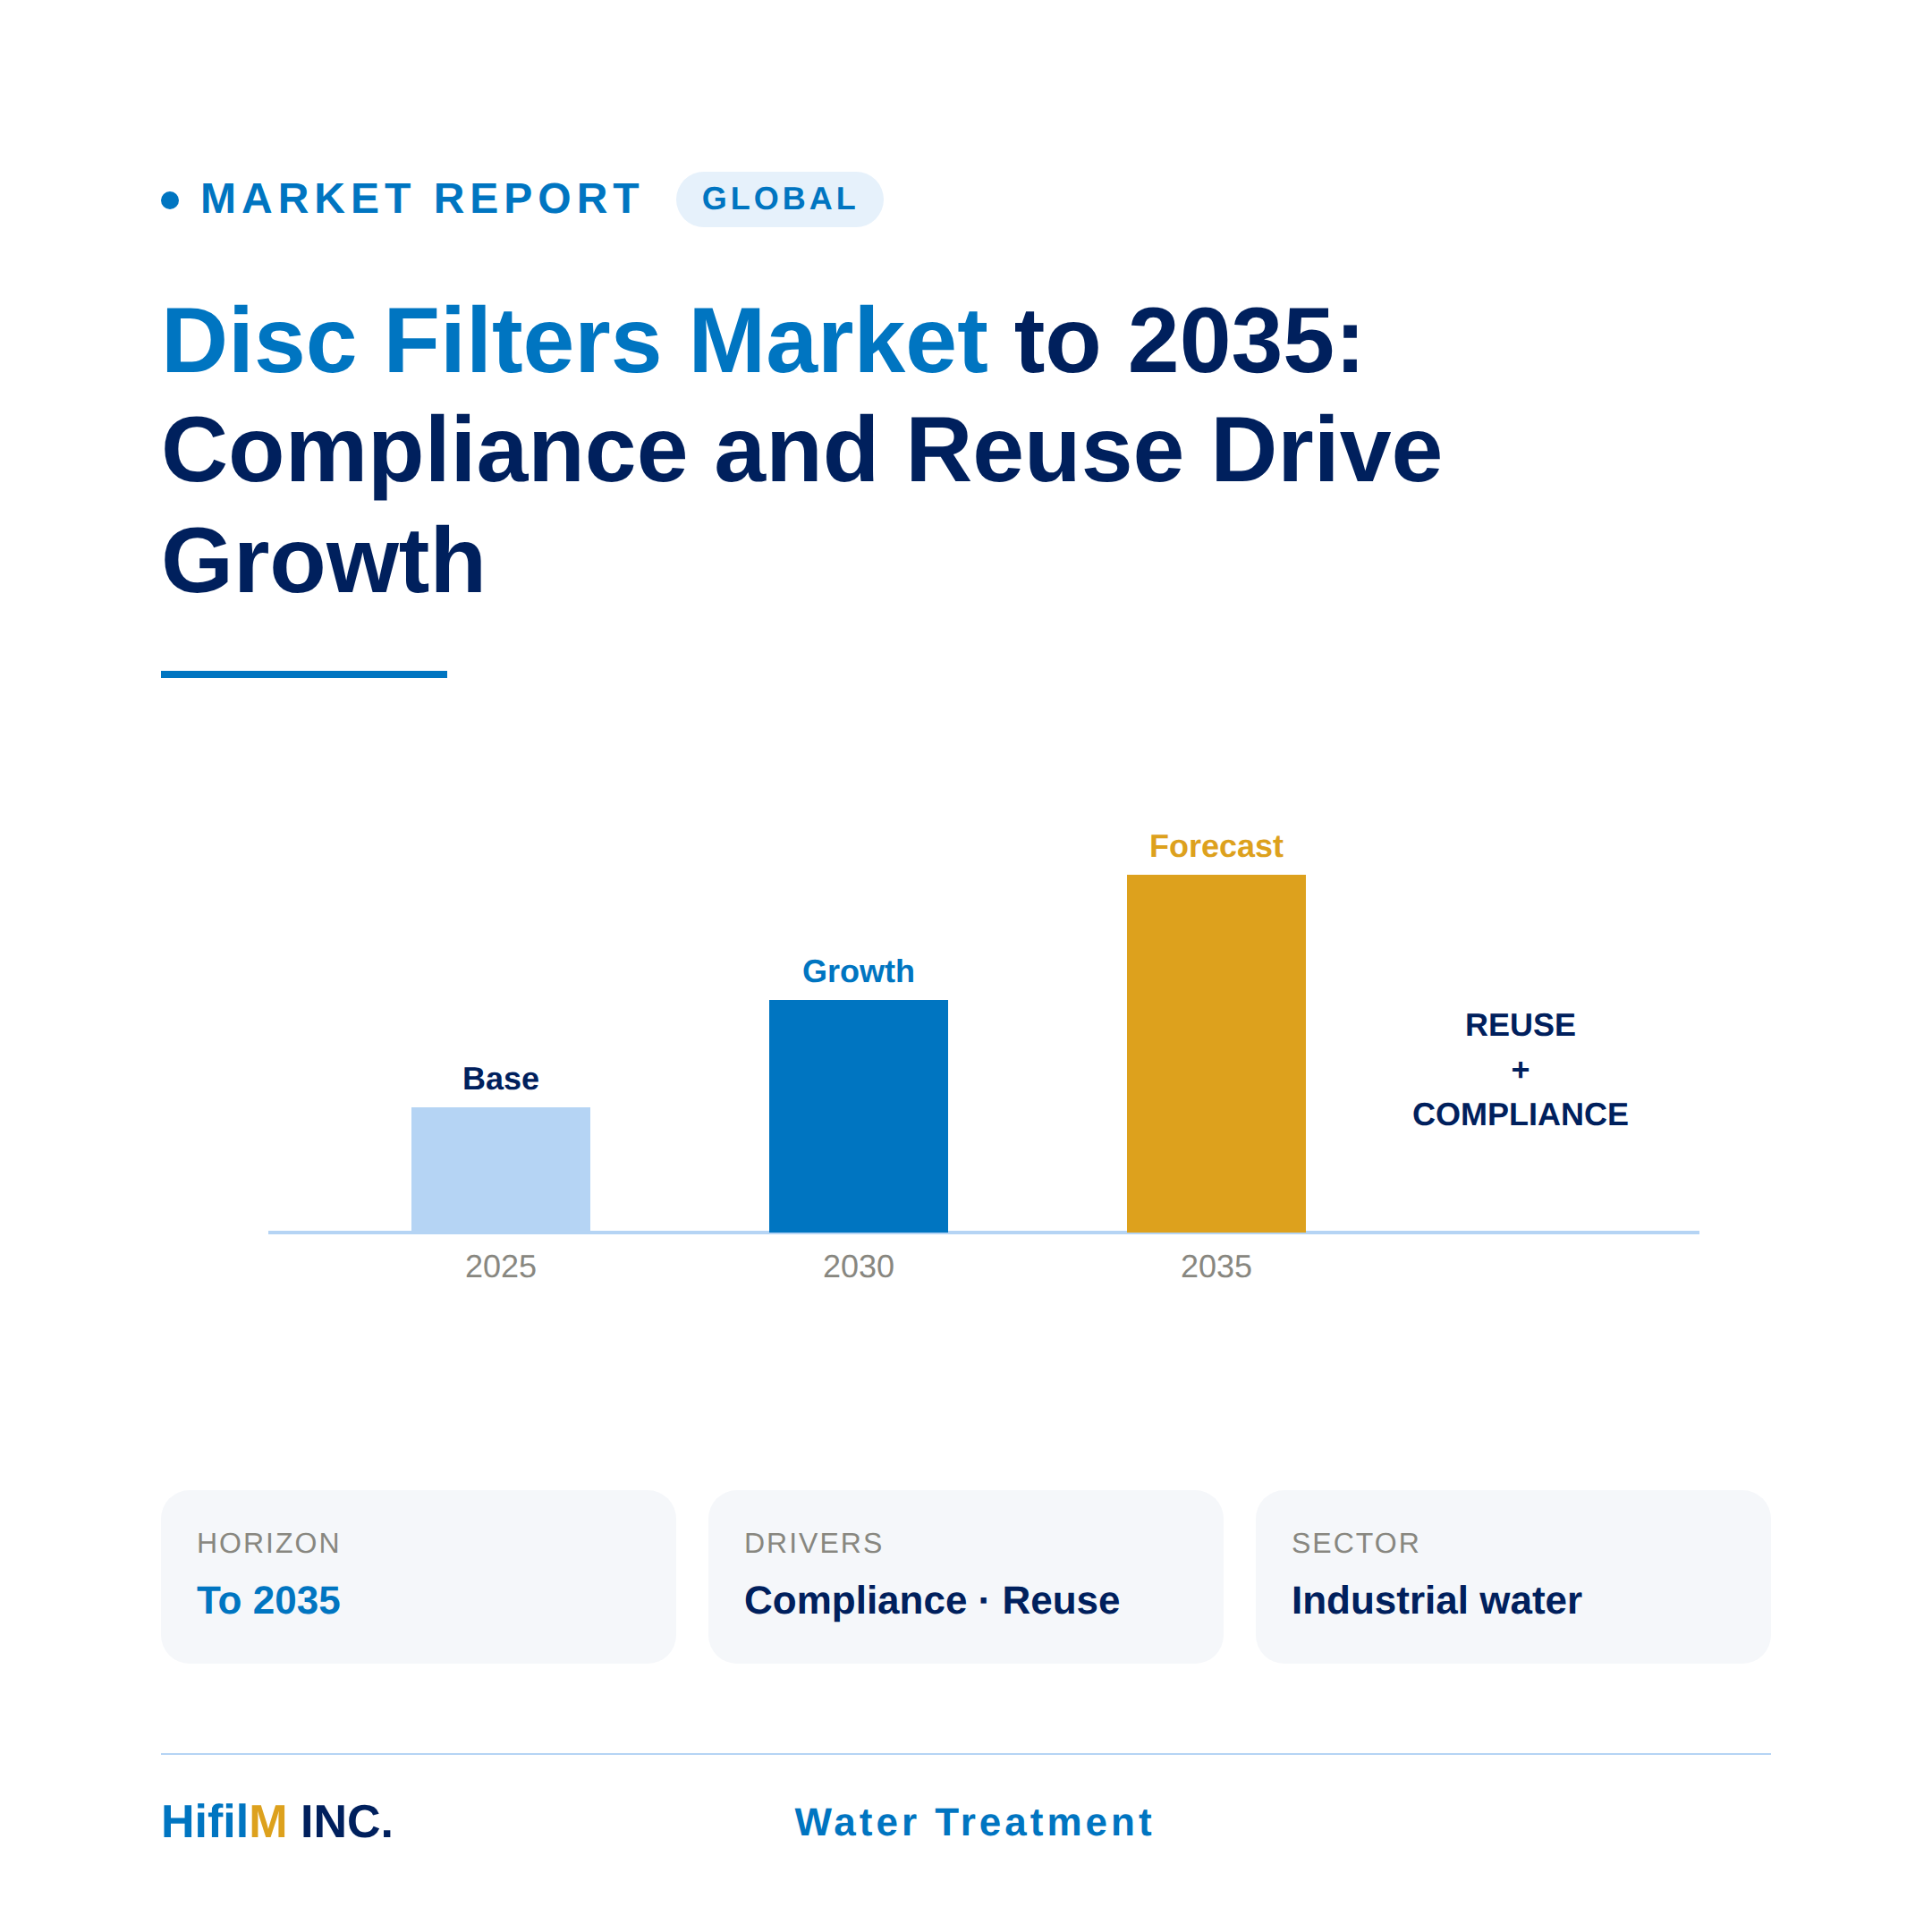 MARKET REPORT GLOBAL
Disc Filters Market to 2035:
Compliance and Reuse Drive
Growth
Forecast
Growth
Base
REUSE
+
COMPLIANCE
2025 2030 2035
HORIZON DRIVERS SECTOR
To 2035 Compliance · Reuse Industrial water
HifilM INC. Water Treatment